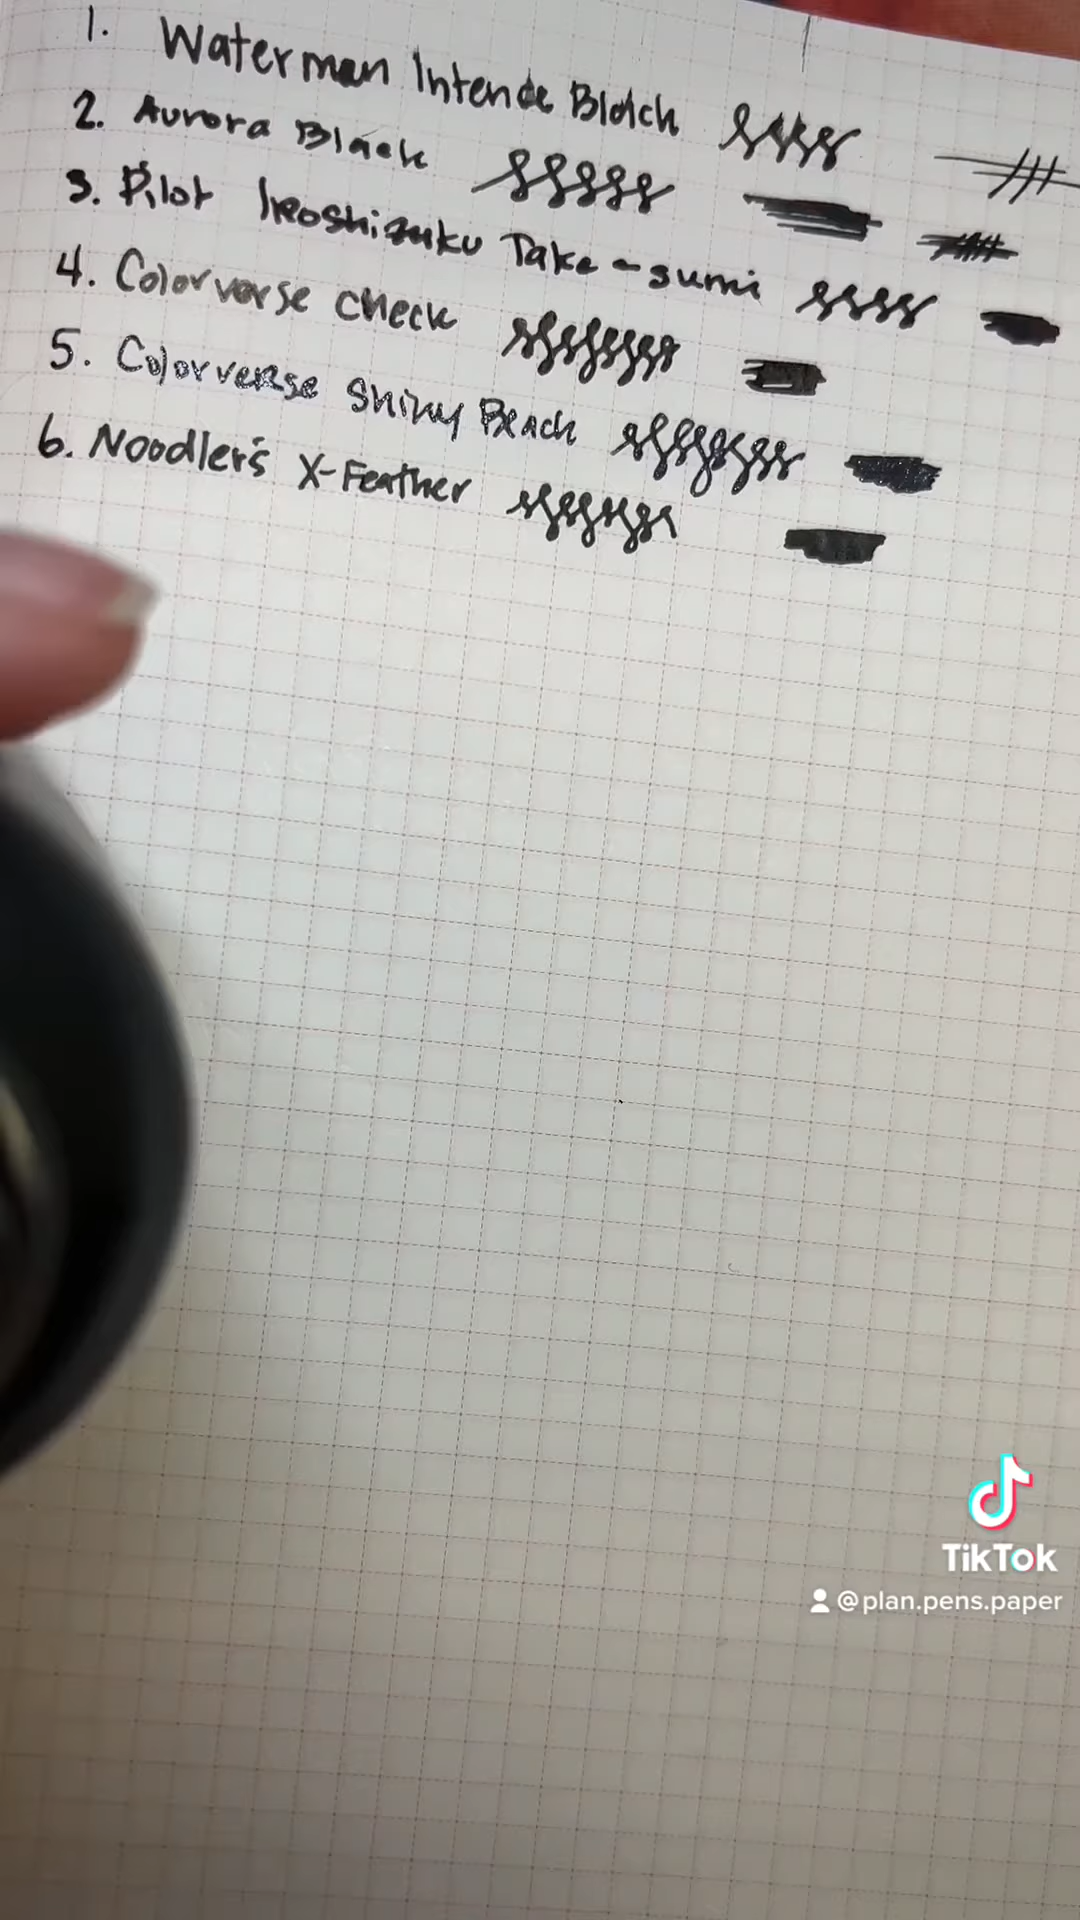 1. Waterman Intense Blach
2. Aurora Black
3. Pilot Iroshizuku Take-sumi
4. Colorverse check
5. Colorverse Shiny Beach
6. Noodler's X-Feather
TikTok
@plan.pens.paper